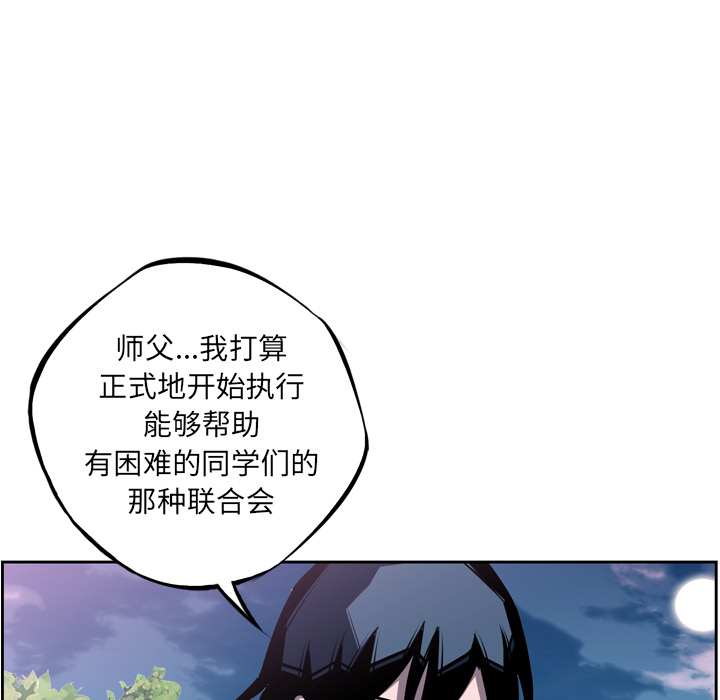 师父...我打算
正式地开始执行
能够帮助
有困难的同学们的
那种联合会